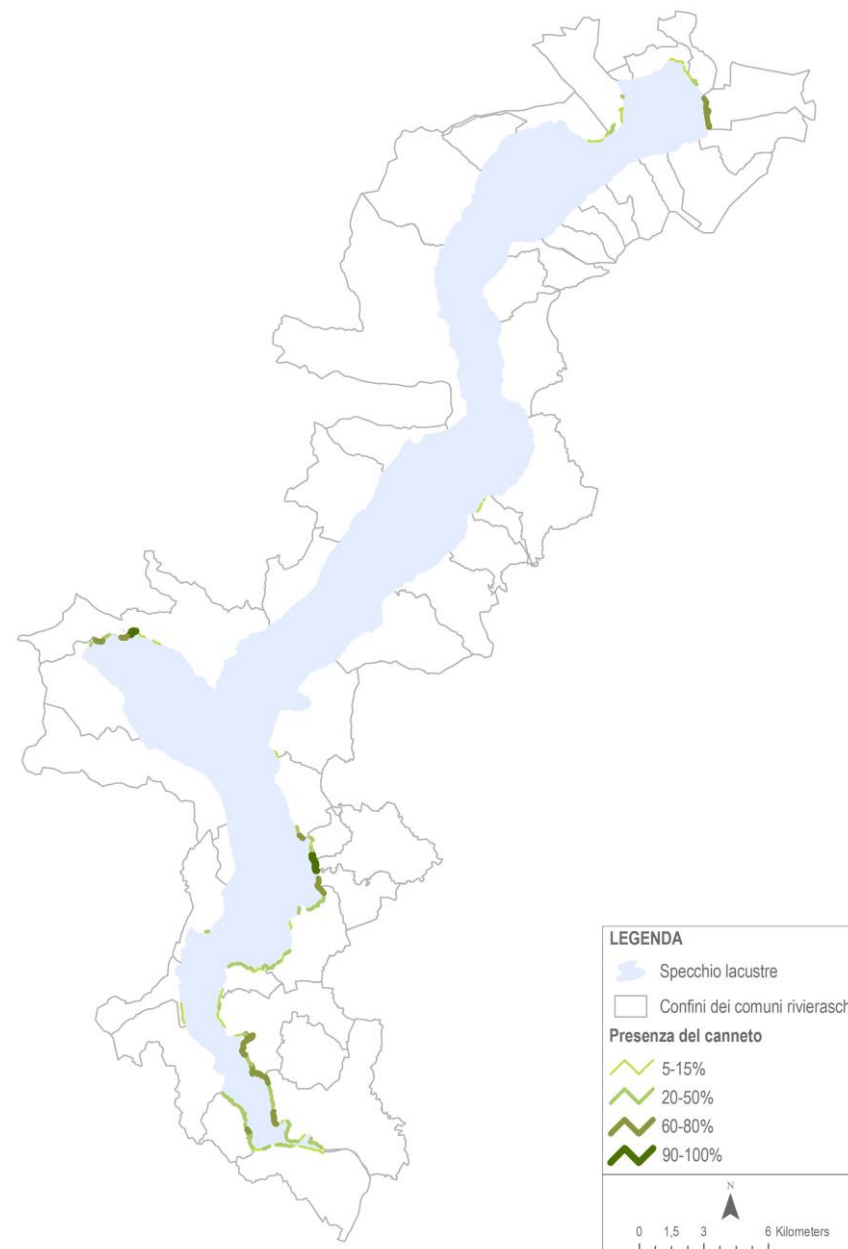 LEGENDA
Specchio lacustre
Confini dei comuni rivierasch
Presenza del canneto
5-15%
20-50%
60-80%
90-100%
N
0 1,5 3 6 Kilometers